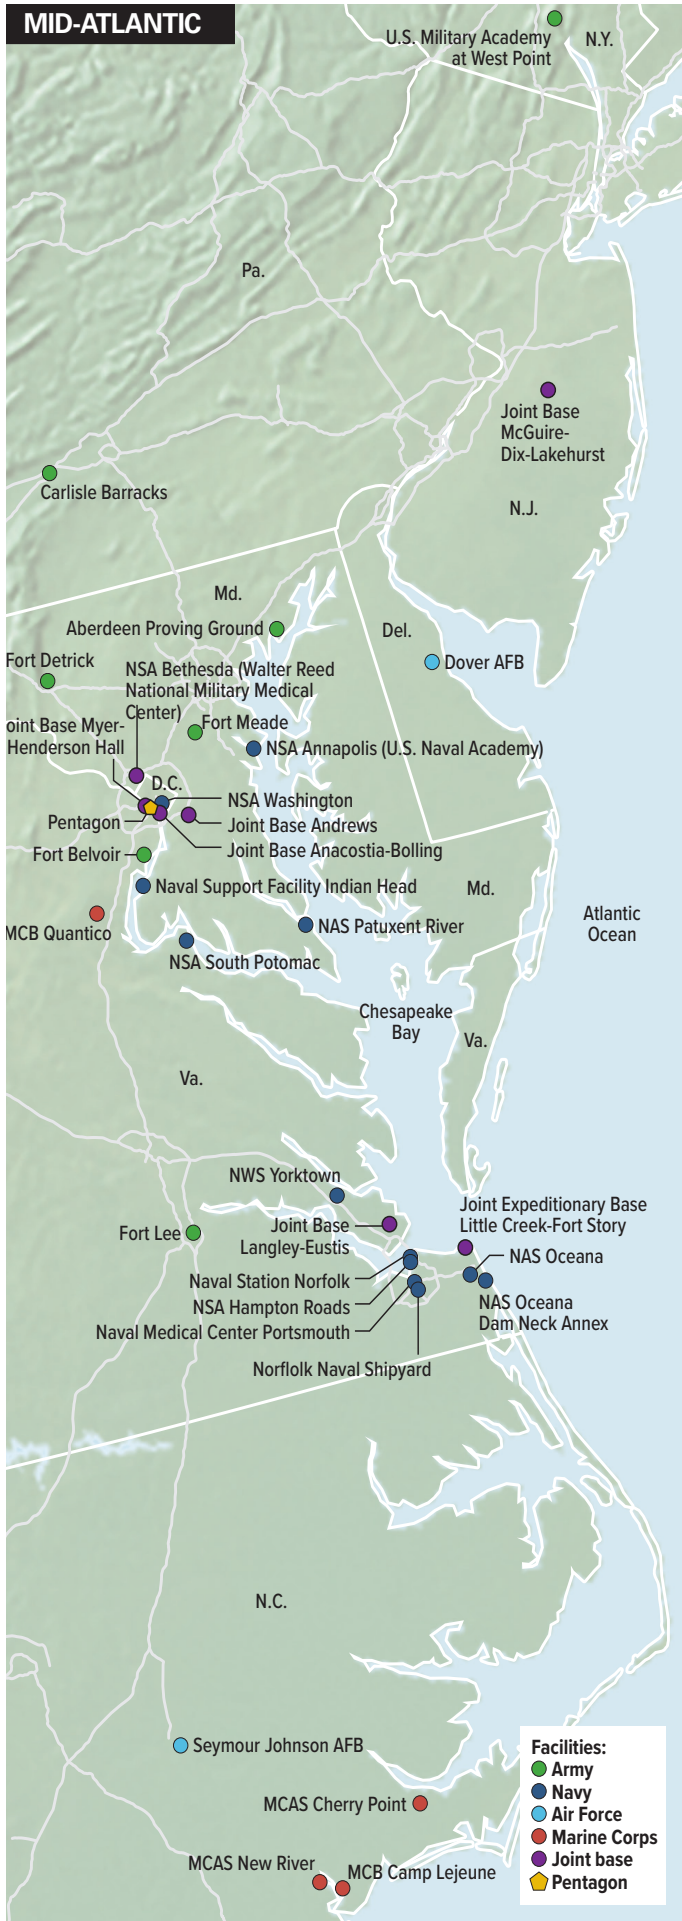 MID-ATLANTIC
U.S. Military Academy
at West Point
N.Y.
Pa.
Joint Base
McGuire-
Dix-Lakehurst
Carlisle Barracks
N.J.
Md.
Aberdeen Proving Ground
Del.
Fort Detrick
Dover AFB
NSA Bethesda (Walter Reed
National Military Medical
Center)
Fort Meade
oint Base Myer-
Henderson Hall
NSA Annapolis (U.S. Naval Academy)
D.C.
NSA Washington
Pentagon
Joint Base Andrews
Fort Belvoir
Joint Base Anacostia-Bolling
Naval Support Facility Indian Head
Md.
MCB Quantico
NAS Patuxent River
Atlantic
Ocean
NSA South Potomac
Chesapeake
Bay
Va.
Va.
NWS Yorktown
Joint Expeditionary Base
Little Creek-Fort Story
Fort Lee
Joint Base
Langley-Eustis
NAS Oceana
Naval Station Norfolk
NSA Hampton Roads
NAS Oceana
Dam Neck Annex
Naval Medical Center Portsmouth
Norflolk Naval Shipyard
N.C.
Seymour Johnson AFB
MCAS Cherry Point
MCAS New River
MCB Camp Lejeune
Facilities:
Army
Navy
Air Force
Marine Corps
Joint base
Pentagon